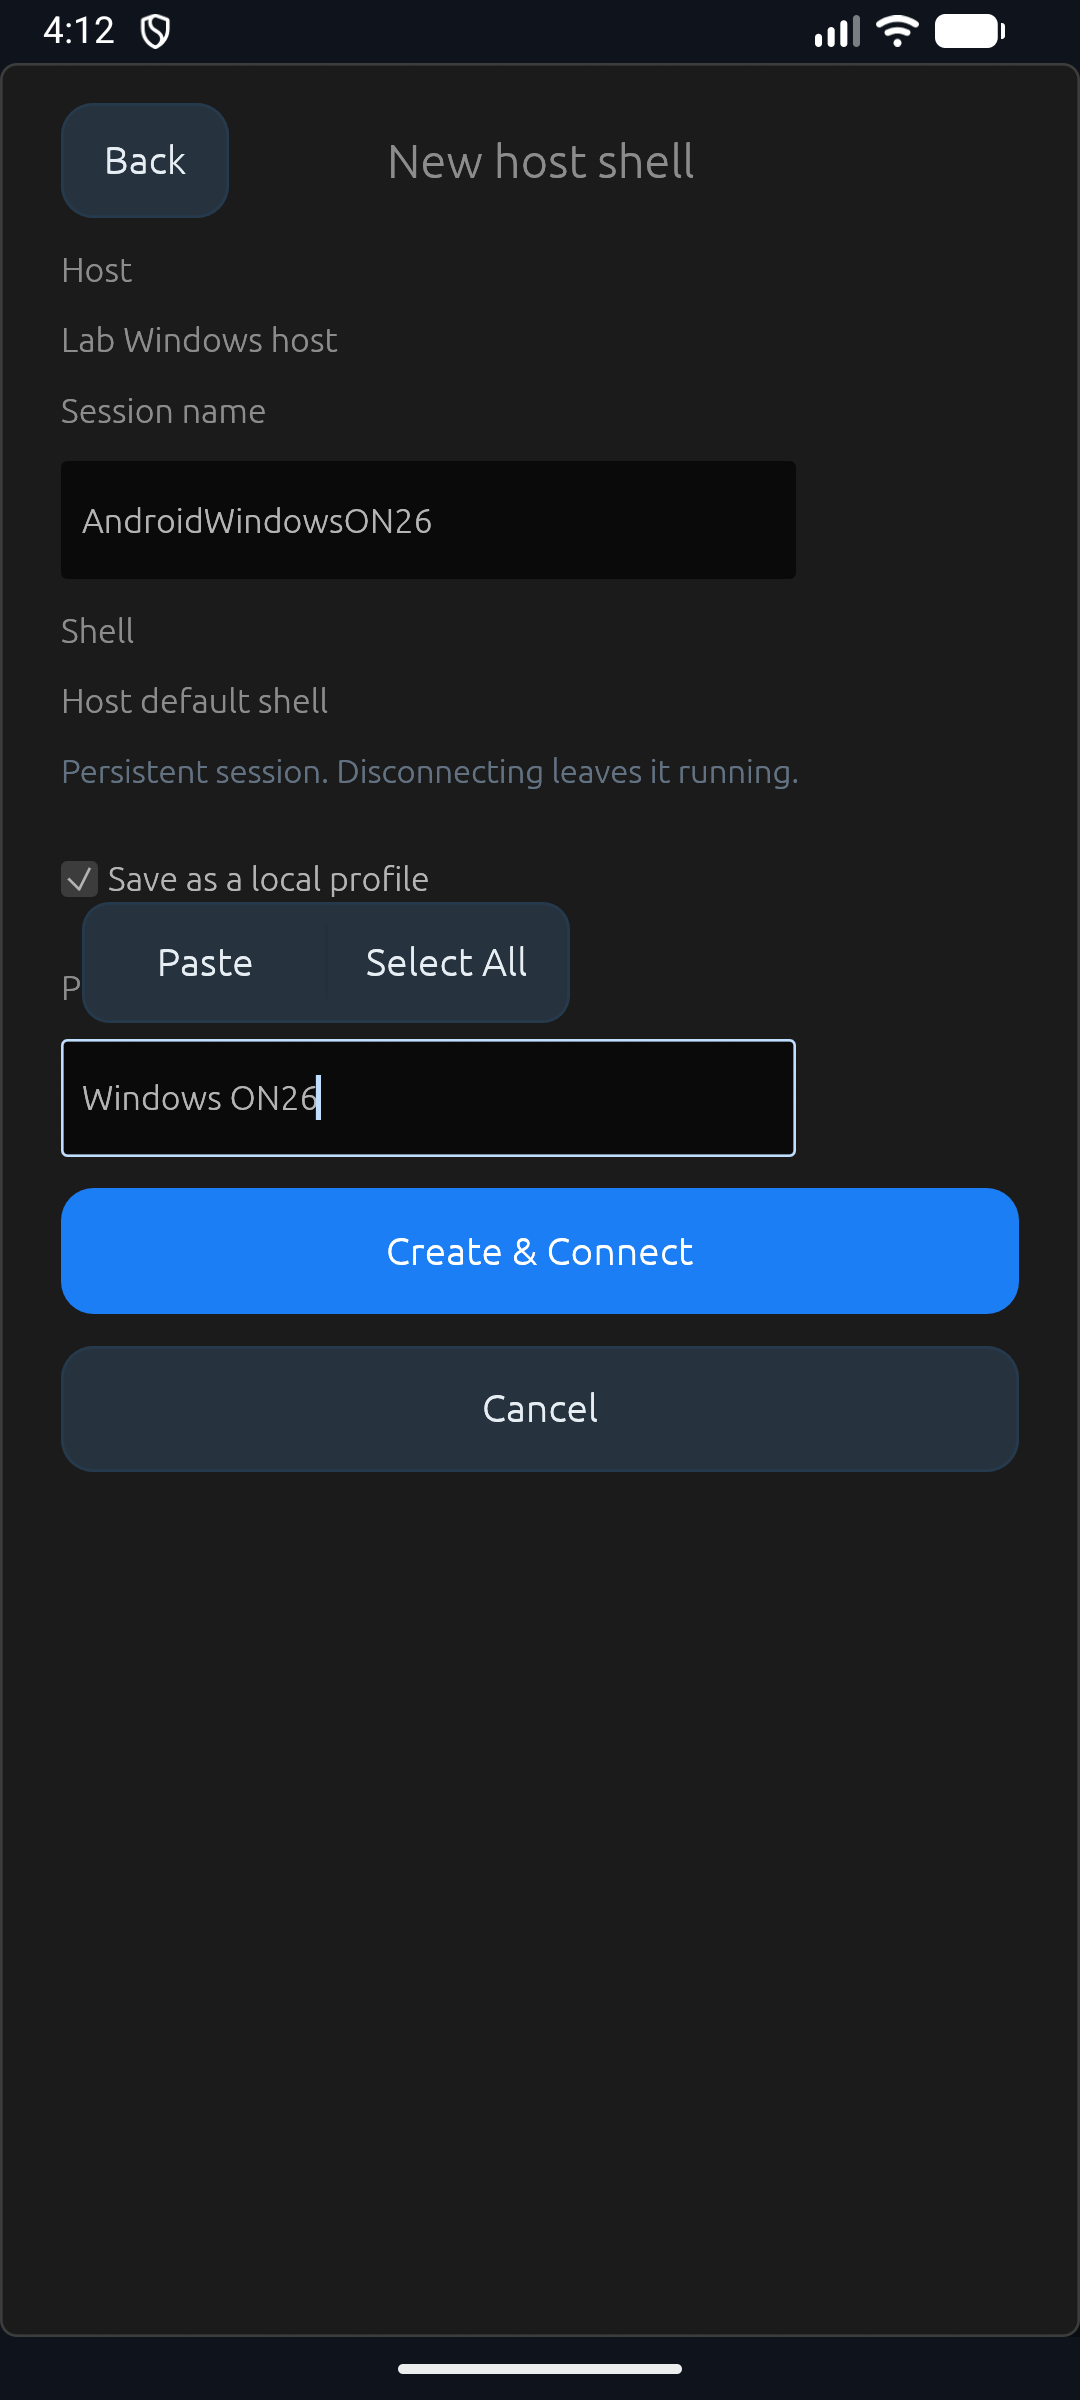 4:12
Back
New host shell
Host
Lab Windows host
Session name
AndroidWindowsON26
Shell
Host default shell
Persistent session. Disconnecting leaves it running.
Save as a local profile
Paste
Select All
P
Windows ON26
Create & Connect
Cancel